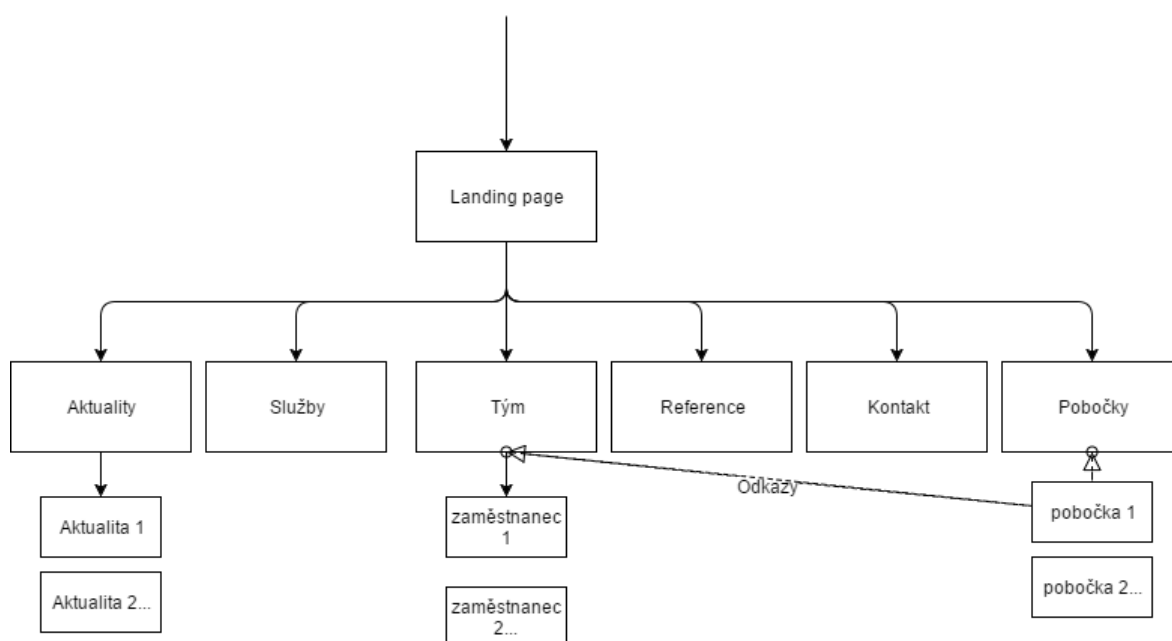 Landing page
Aktuality
Služby
Tým
Reference
Kontakt
Pobočky
Odkazy
Aktualita 1
zaměstnanec
1
pobočka 1
Aktualita 2...
zaměstnanec
2...
pobočka 2...